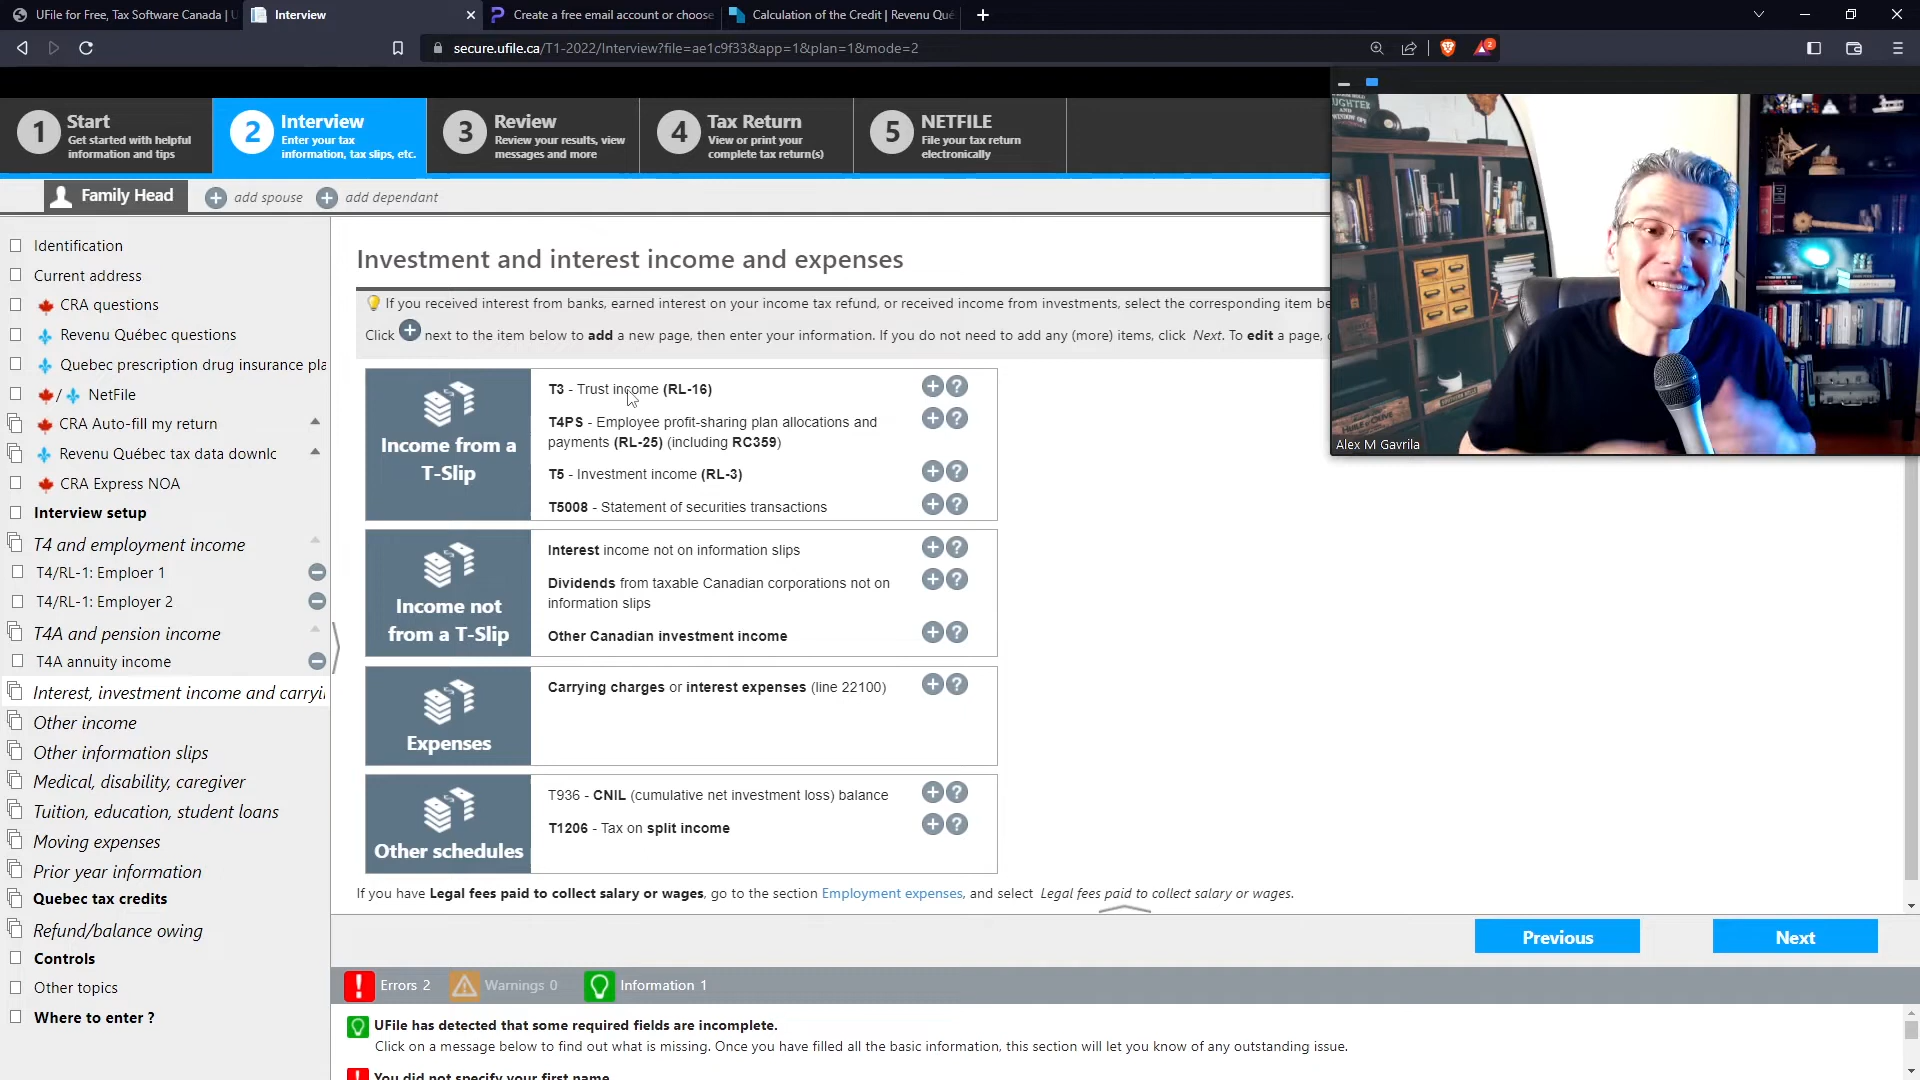 UFile for Free, Tax Software Canada | U
Interview
Create a free email account or choose
Calculation of the Credit | Revenu Qué
secure.ufile.ca/T1-2022/Interview?file=ae1c9f33&app=1&plan=1&mode=2
2
1
Start
Get started with helpful
information and tips
2
Interview
Enter your tax
information, tax slips, etc.
3
Review
Review your results, view
messages and more
4
Tax Return
View or print your
complete tax return(s)
5
NETFILE
File your tax return
electronically
Family Head
add spouse
add dependant
Identification
Current address
CRA questions
Revenu Québec questions
Quebec prescription drug insurance pla
/ NetFile
CRA Auto-fill my return
Revenu Québec tax data downlc
CRA Express NOA
Interview setup
T4 and employment income
T4/RL-1: Emploer 1
T4/RL-1: Employer 2
T4A and pension income
T4A annuity income
Interest, investment income and carryi
Other income
Other information slips
Medical, disability, caregiver
Tuition, education, student loans
Moving expenses
Prior year information
Quebec tax credits
Refund/balance owing
Controls
Other topics
Where to enter ?
Investment and interest income and expenses
If you received interest from banks, earned interest on your income tax refund, or received income from investments, select the corresponding item be
Click + next to the item below to add a new page, then enter your information. If you do not need to add any (more) items, click Next. To edit a page,
Income from a
T-Slip
T3 - Trust income (RL-16)
T4PS - Employee profit-sharing plan allocations and
payments (RL-25) (including RC359)
T5 - Investment income (RL-3)
T5008 - Statement of securities transactions
Income not
from a T-Slip
Interest income not on information slips
Dividends from taxable Canadian corporations not on
information slips
Other Canadian investment income
Expenses
Carrying charges or interest expenses (line 22100)
Other schedules
T936 - CNIL (cumulative net investment loss) balance
T1206 - Tax on split income
If you have Legal fees paid to collect salary or wages, go to the section Employment expenses, and select Legal fees paid to collect salary or wages.
Previous
Next
Errors 2
Warnings 0
Information 1
UFile has detected that some required fields are incomplete.
Click on a message below to find out what is missing. Once you have filled all the basic information, this section will let you know of any outstanding issue.
You did not specify your first name
Alex M Gavrila